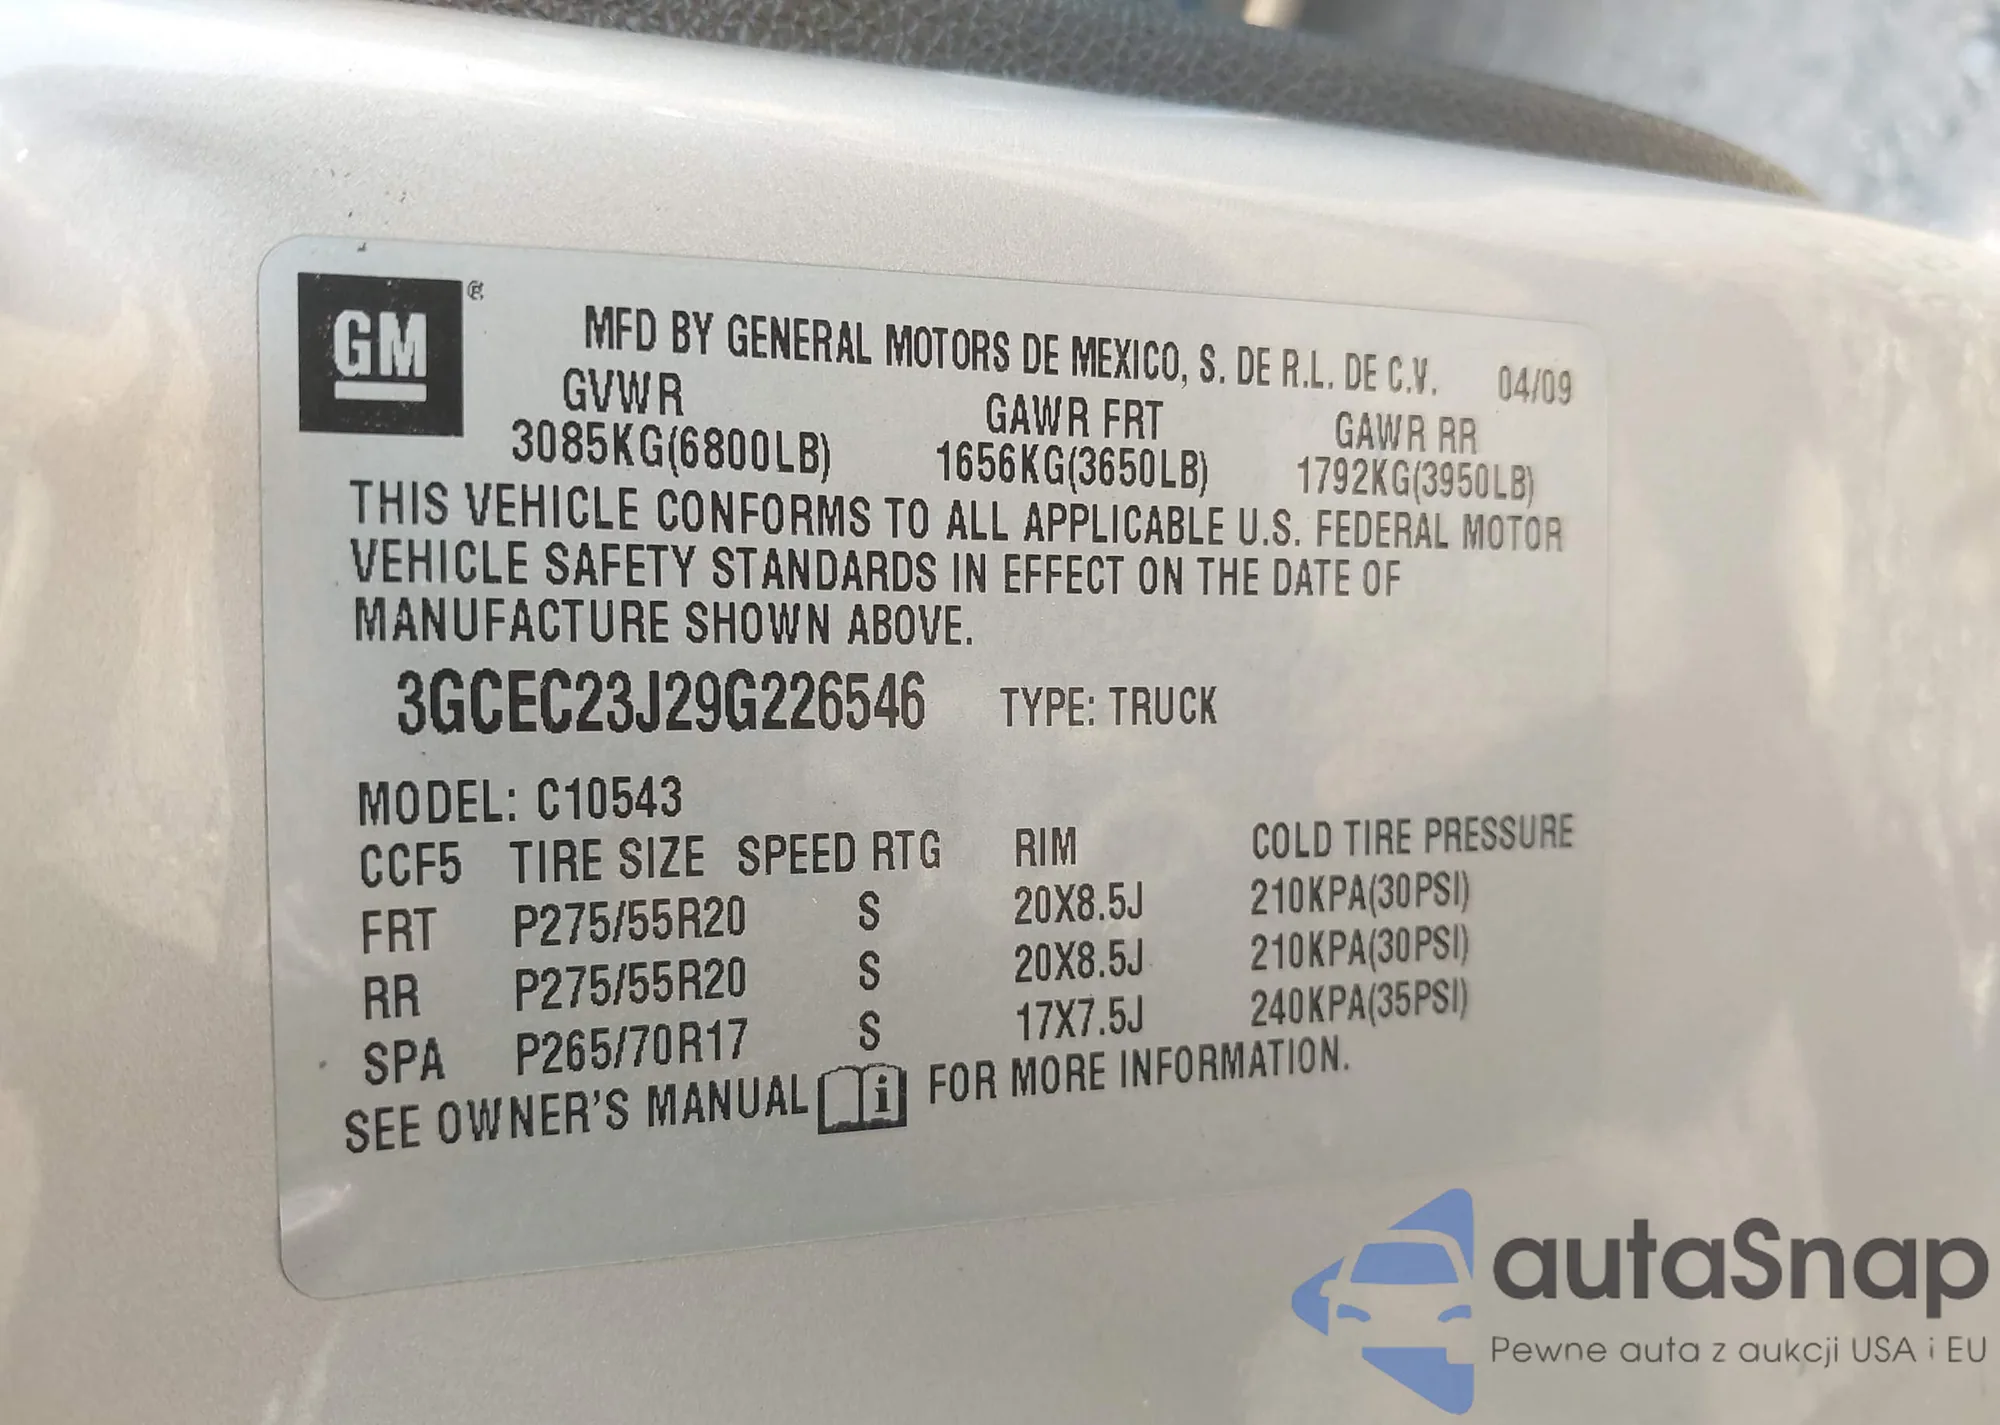 GM ®
MFD BY GENERAL MOTORS DE MEXICO, S. DE R.L. DE C.V. 04/09
GVWR GAWR FRT GAWR RR
3085KG(6800LB) 1656KG(3650LB) 1792KG(3950LB)
THIS VEHICLE CONFORMS TO ALL APPLICABLE U.S. FEDERAL MOTOR
VEHICLE SAFETY STANDARDS IN EFFECT ON THE DATE OF
MANUFACTURE SHOWN ABOVE.
3GCEC23J29G226546 TYPE: TRUCK
MODEL: C10543
CCF5 TIRE SIZE SPEED RTG RIM COLD TIRE PRESSURE
FRT P275/55R20 S 20X8.5J 210KPA(30PSI)
RR P275/55R20 S 20X8.5J 210KPA(30PSI)
SPA P265/70R17 S 17X7.5J 240KPA(35PSI)
SEE OWNER'S MANUAL i FOR MORE INFORMATION.
autaSnap
Pewne auta z aukcji USA i EU